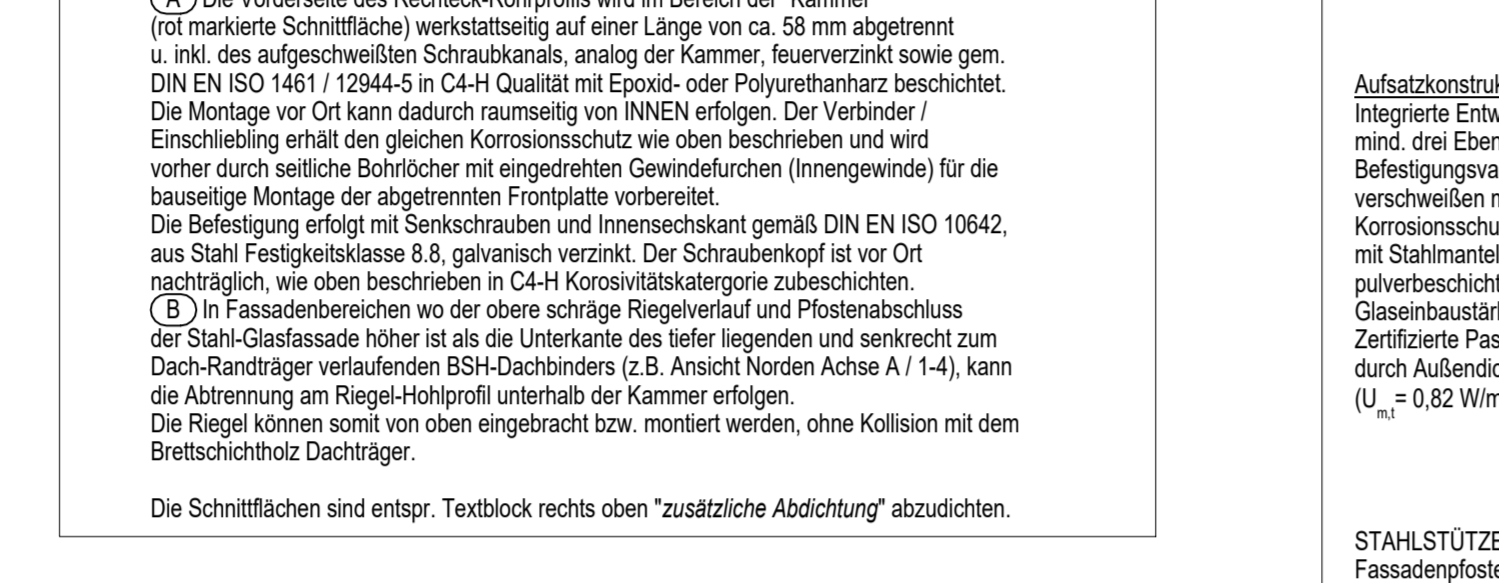 A Die Vorderseite des Rechteck-Rohrprofils wird im Bereich der "Kammer"
(rot markierte Schnittfläche) werkstattseitig auf einer Länge von ca. 58 mm abgetrennt
u. inkl. des aufgeschweißten Schraubkanals, analog der Kammer, feuerverzinkt sowie gem.
DIN EN ISO 1461 / 12944-5 in C4-H Qualität mit Epoxid- oder Polyurethanharz beschichtet.
Die Montage vor Ort kann dadurch raumseitig von INNEN erfolgen. Der Verbinder /
Einschliebling erhält den gleichen Korrosionsschutz wie oben beschrieben und wird
vorher durch seitliche Bohrlöcher mit eingedrehten Gewindefurchen (Innengewinde) für die
bauseitige Montage der abgetrennten Frontplatte vorbereitet.
Die Befestigung erfolgt mit Senkschrauben und Innensechskant gemäß DIN EN ISO 10642,
aus Stahl Festigkeitsklasse 8.8, galvanisch verzinkt. Der Schraubenkopf ist vor Ort
nachträglich, wie oben beschrieben in C4-H Korosivitätskatergorie zubeschichten.
B In Fassadenbereichen wo der obere schräge Riegelverlauf und Pfostenabschluss
der Stahl-Glasfassade höher ist als die Unterkante des tiefer liegenden und senkrecht zum
Dach-Randträger verlaufenden BSH-Dachbinders (z.B. Ansicht Norden Achse A / 1-4), kann
die Abtrennung am Riegel-Hohlprofil unterhalb der Kammer erfolgen.
Die Riegel können somit von oben eingebracht bzw. montiert werden, ohne Kollision mit dem
Brettschichtholz Dachträger.
Die Schnittflächen sind entspr. Textblock rechts oben "zusätzliche Abdichtung" abzudichten.
Aufsatzkonstruk
Integrierte Entw
mind. drei Eben
Befestigungsva
verschweißen m
Korrosionsschu
mit Stahlmantel
pulverbeschicht
Glaseinbaustär
Zertifizierte Pas
durch Außendic
(U m,t = 0,82 W/m
STAHLSTÜTZE
Fassadenpfoste